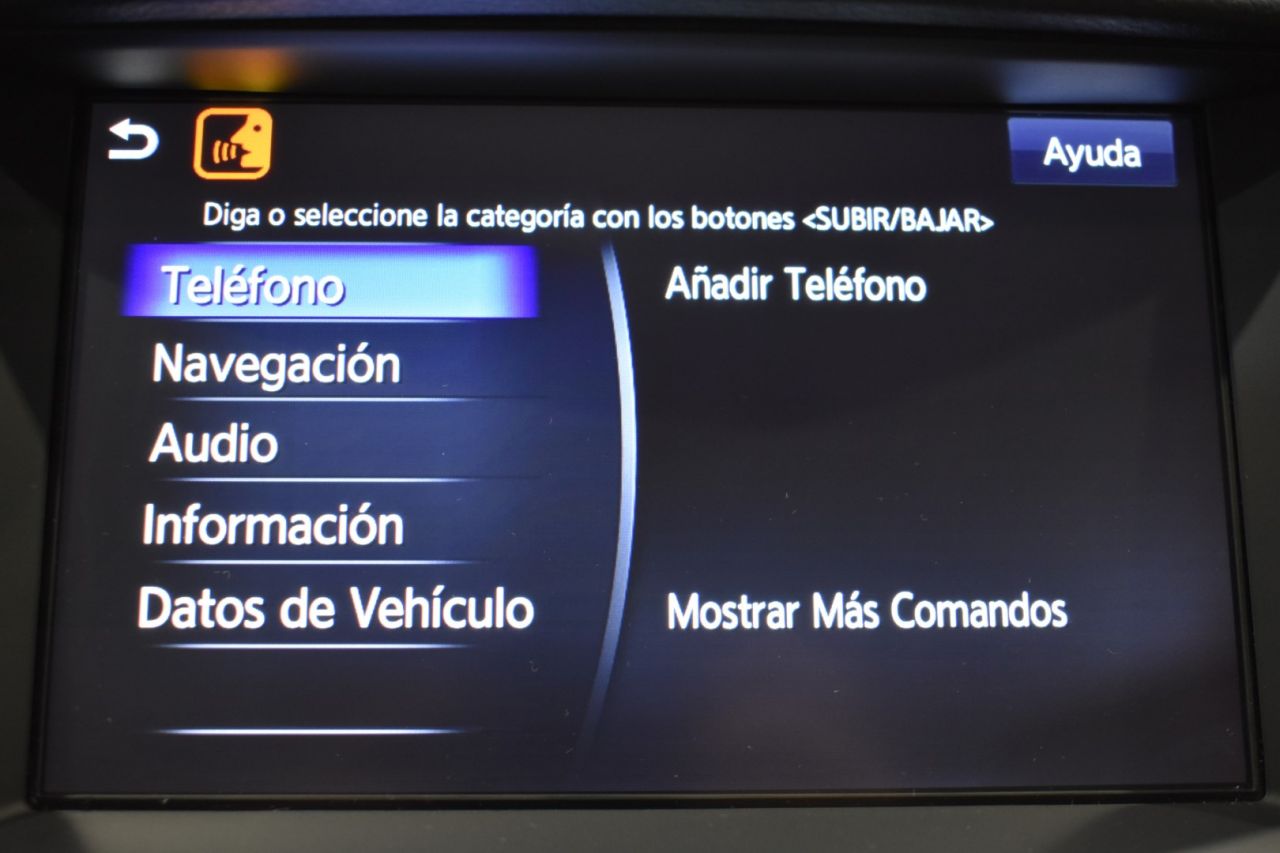 Ayuda
Diga o seleccione la categoría con los botones <SUBIR/BAJAR>
Teléfono
Navegación
Audio
Información
Datos de Vehículo
Añadir Teléfono
Mostrar Más Comandos